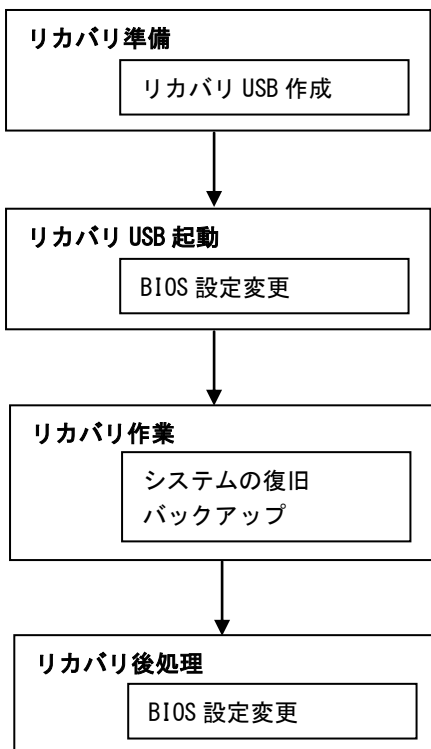 リカバリ準備
リカバリ USB 作成
リカバリ USB 起動
BIOS 設定変更
リカバリ作業
システムの復旧
バックアップ
リカバリ後処理
BIOS 設定変更